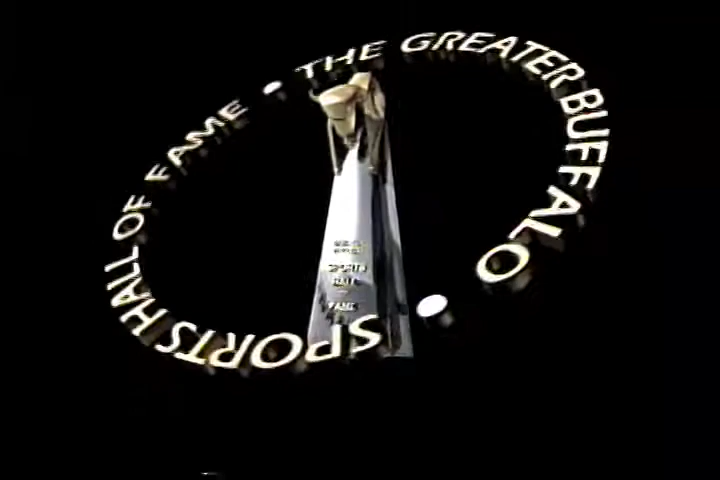 THE GREATER BUFFALO • SPORTS HALL OF FAME •
SPORTS
HALL
FAME